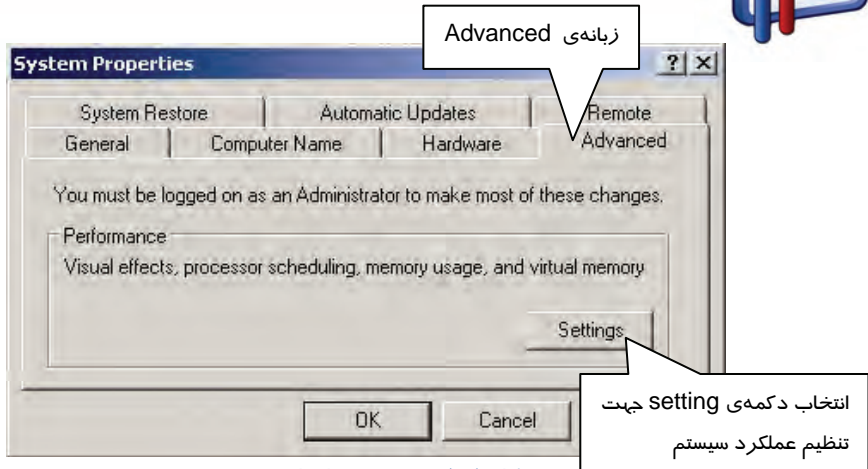 زبانه‌ی Advanced
System Properties
System Restore Automatic Updates Remote
General Computer Name Hardware Advanced
You must be logged on as an Administrator to make most of these changes.
Performance
Visual effects, processor scheduling, memory usage, and virtual memory
Settings
OK Cancel
انتخاب دکمه‌ی setting جهت
تنظیم عملکرد سیستم